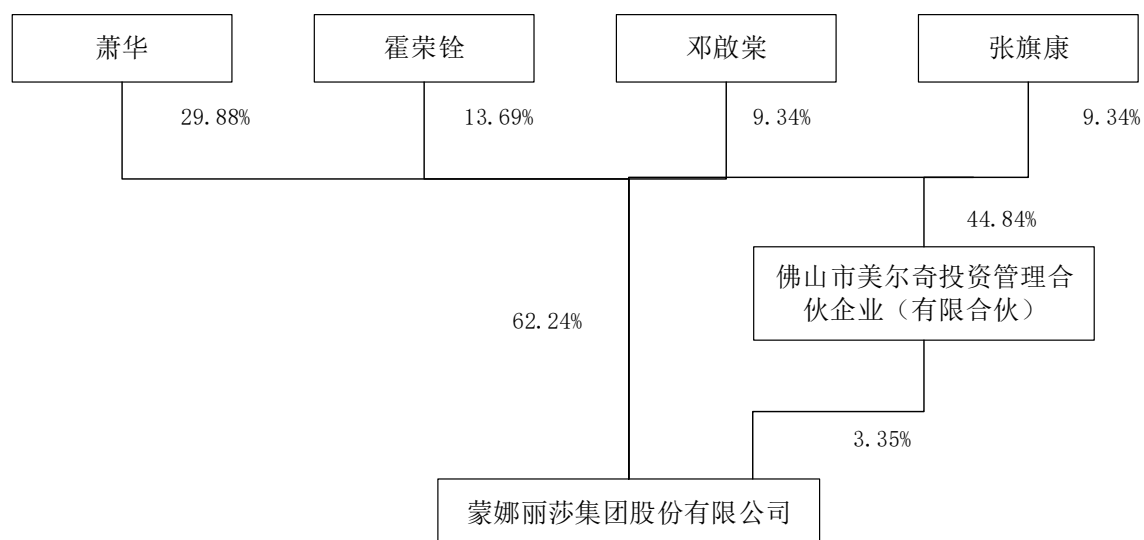 萧华
霍荣铨
邓啟棠
张旗康
29.88%
13.69%
9.34%
9.34%
44.84%
佛山市美尔奇投资管理合
伙企业（有限合伙）
62.24%
3.35%
蒙娜丽莎集团股份有限公司